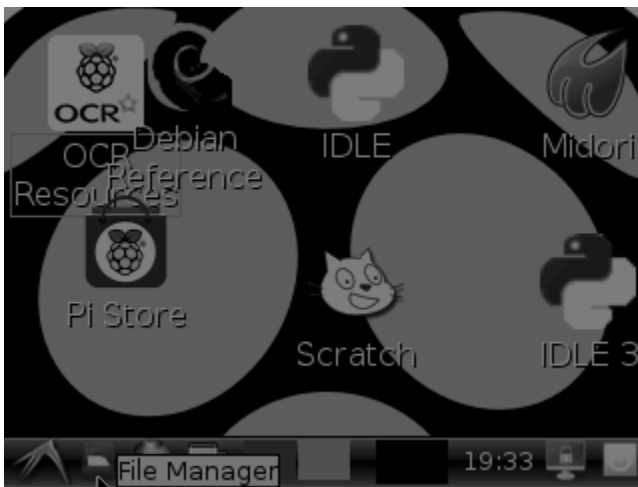 OCR
OCR
Resources
Debian
Reference
IDLE
Midori
Pi Store
Scratch
IDLE 3
File Manager
19:33